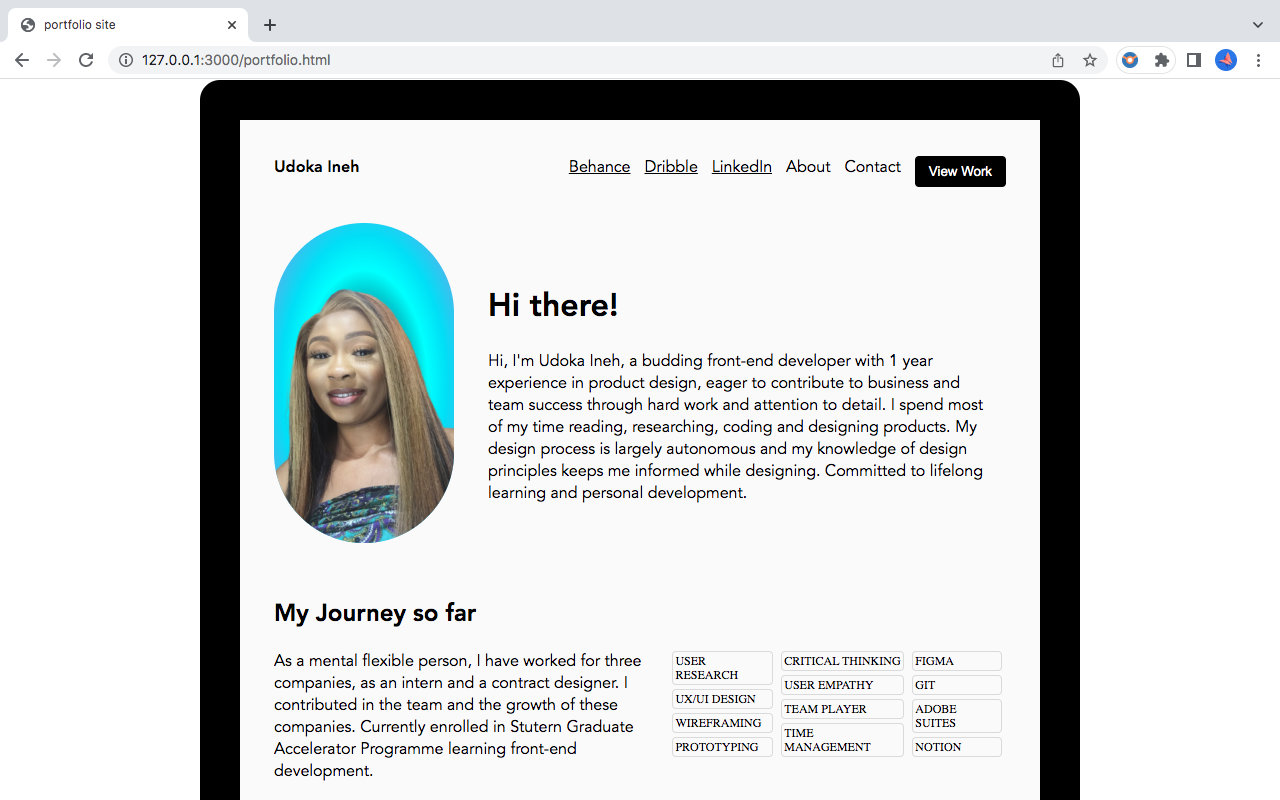 portfolio site
127.0.0.1:3000/portfolio.html
Udoka Ineh
Behance Dribble LinkedIn About Contact View Work
Hi there!
Hi, I'm Udoka Ineh, a budding front-end developer with 1 year
experience in product design, eager to contribute to business and
team success through hard work and attention to detail. I spend most
of my time reading, researching, coding and designing products. My
design process is largely autonomous and my knowledge of design
principles keeps me informed while designing. Committed to lifelong
learning and personal development.
My Journey so far
As a mental flexible person, I have worked for three
companies, as an intern and a contract designer. I
contributed in the team and the growth of these
companies. Currently enrolled in Stutern Graduate
Accelerator Programme learning front-end
development.
USER
RESEARCH
UX/UI DESIGN
WIREFRAMING
PROTOTYPING
CRITICAL THINKING
USER EMPATHY
TEAM PLAYER
TIME
MANAGEMENT
FIGMA
GIT
ADOBE
SUITES
NOTION